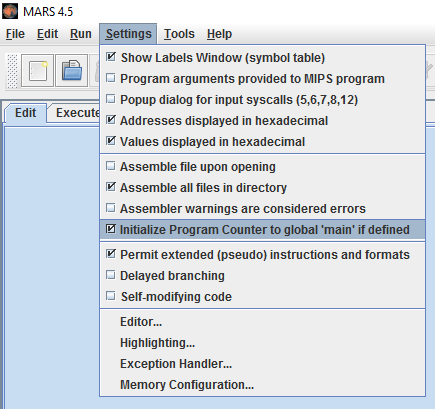 MARS 4.5
File Edit Run Settings Tools Help
Show Labels Window (symbol table)
Program arguments provided to MIPS program
Popup dialog for input syscalls (5,6,7,8,12)
Addresses displayed in hexadecimal
Edit Execute
Values displayed in hexadecimal
Assemble file upon opening
Assemble all files in directory
Assembler warnings are considered errors
Initialize Program Counter to global 'main' if defined
Permit extended (pseudo) instructions and formats
Delayed branching
Self-modifying code
Editor...
Highlighting...
Exception Handler...
Memory Configuration...